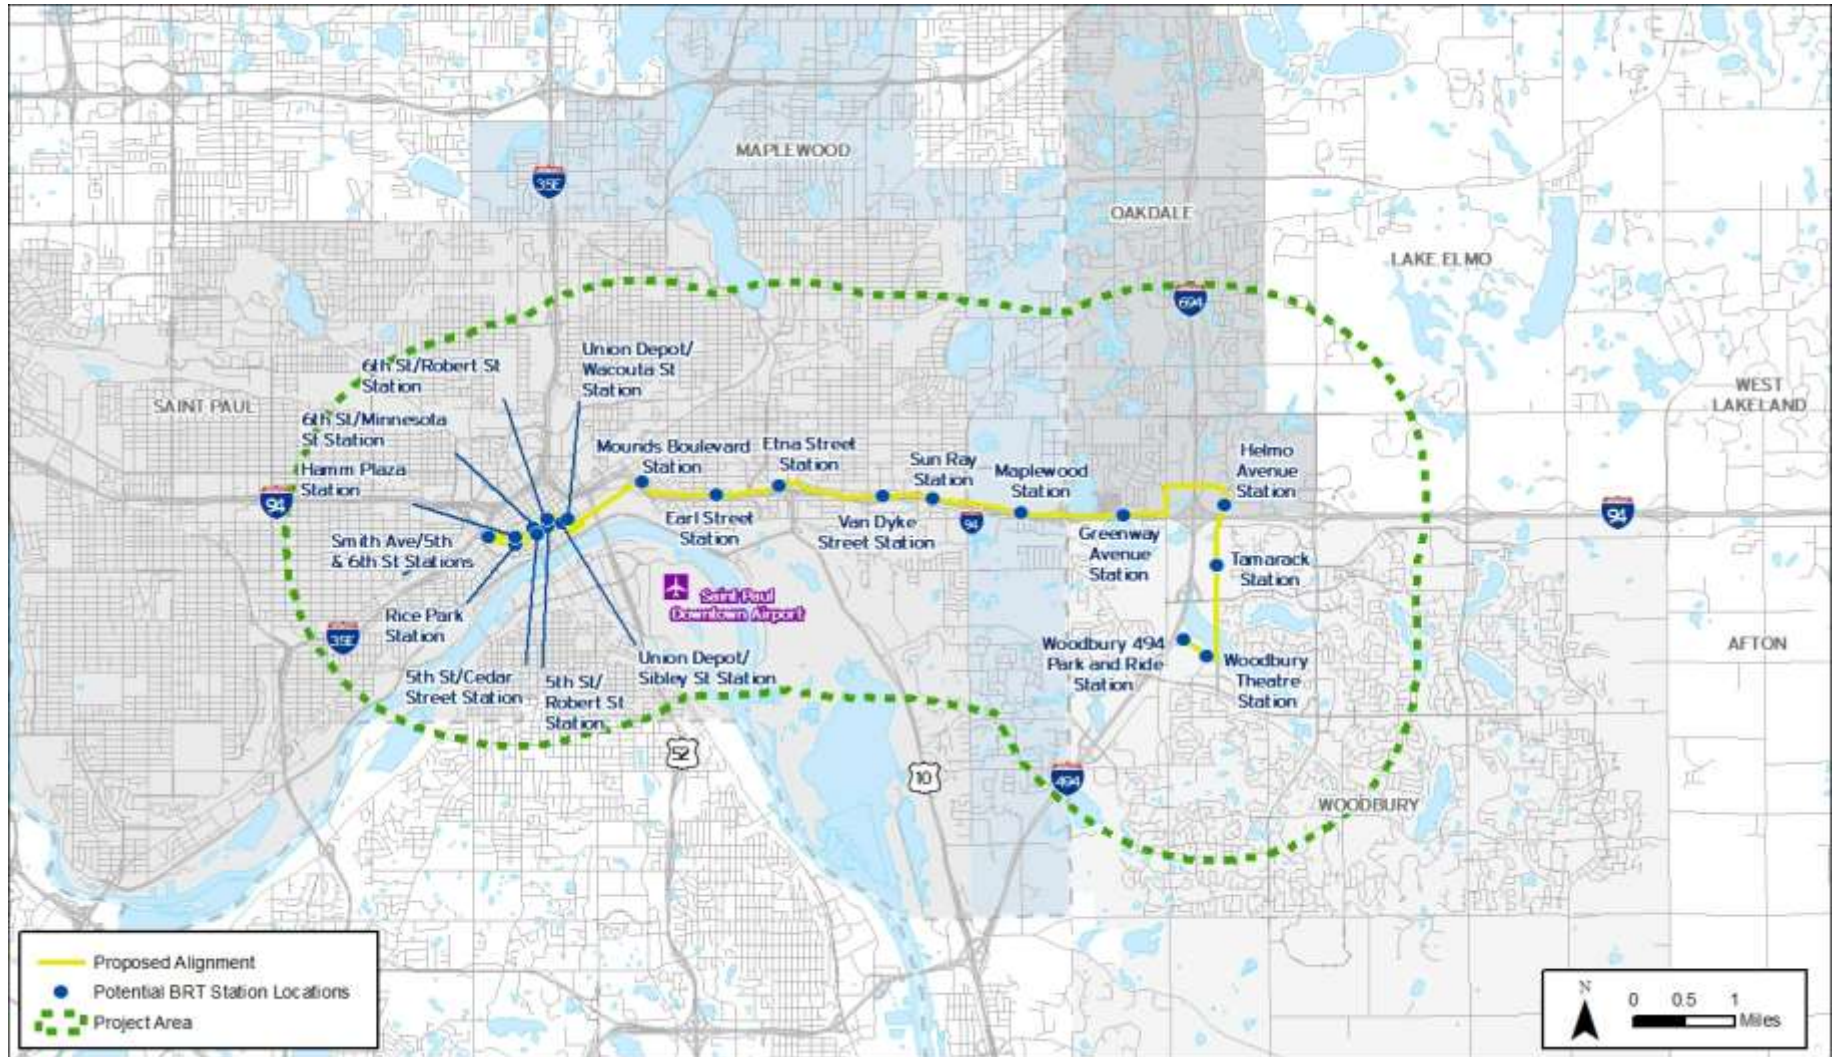 35E
MAPLEWOOD
OAKDALE
LAKE ELMO
694
WEST
LAKELAND
SAINT PAUL
6th St/Robert St
Station
Union Depot/
Wacouta St
Station
6th St/Minnesota
St Station
Hamm Plaza
Station
Mounds Boulevard
Station
Etna Street
Station
Sun Ray
Station
Maplewood
Station
Helmo
Avenue
Station
94
Smith Ave/5th
& 6th St Stations
Earl Street
Station
Van Dyke
Street Station
94
Greenway
Avenue
Station
94
Tamarack
Station
Saint Paul
Downtown Airport
Rice Park
Station
35E
5th St/Cedar
Street Station
5th St/
Robert St
Station
Union Depot/
Sibley St Station
Woodbury 494
Park and Ride
Station
Woodbury
Theatre
Station
AFTON
52
10
494
WOODBURY
Proposed Alignment
Potential BRT Station Locations
Project Area
N
0 0.5 1
Miles